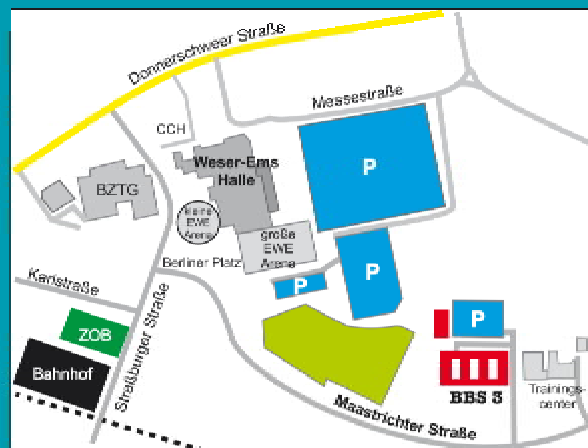 Donnerschweer Straße
Messestraße
CCH
Weser-Ems
Halle
P
BZTG
kleine
EWE
Arena
große
EWE
Arena
Berliner Platz
P
P
Karlstraße
ZOB
Straßburger Straße
P
Bahnhof
BBS 3
Trainings-
center
Maastrichter Straße